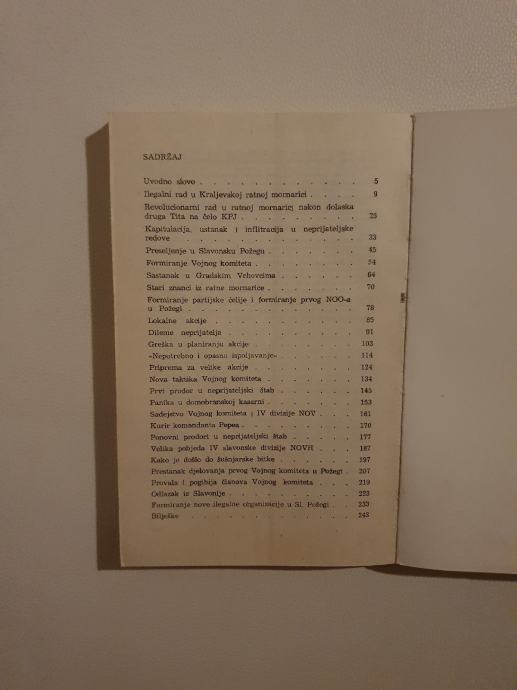 SADRŽAJ
Uvodno slovo . . . . . . . . . . . . 5
Ilegalni rad u Kraljevskoj ratnoj mornarici . . . . 9
Revolucionarni rad u ratnoj mornarici nakon dolaska
druga Tita na čelo KPJ . . . . . . . . . 25
Kapitulacija, ustanak i infiltracija u neprijateljske
redove . . . . . . . . . . . . . 33
Preseljenje u Slavonsku Požegu . . . . . . . 45
Formiranje Vojnog komiteta . . . . . . . . 54
Sastanak u Gradskim Vrhovcima . . . . . . . 64
Stari znanci iz ratne mornarice . . . . . . . 70
Formiranje partijske ćelije i formiranje prvog NOO-a
u Požegi . . . . . . . . . . . . . 78
Lokalne akcije . . . . . . . . . . . 85
Dileme neprijatelja . . . . . . . . . . 91
Greška u planiranju akcije . . . . . . . . 103
»Nepotrebno i opasno ispoljavanje« . . . . . . 114
Priprema za velike akcije . . . . . . . . 124
Nova taktika Vojnog komiteta . . . . . . . 134
Prvi prodor u neprijateljski štab . . . . . . 145
Panika u domobranskoj kasarni . . . . . . . 153
Sadejstvo Vojnog komiteta i IV divizije NOV . . . 161
Kurir komandanta Pepea . . . . . . . . . 170
Ponovni prodori u neprijateljski štab . . . . . 177
Velika pobjeda IV slavonske divizije NOVH . . . . 187
Kako je došlo do šušnjarske bitke . . . . . . 197
Prestanak djelovanja prvog Vojnog komiteta u Požegi . 207
Provala i pogibija članova Vojnog komiteta . . . 219
Odlazak iz Slavonije . . . . . . . . . . 223
Formiranje nove ilegalne organizacije u Sl. Požegi . . 233
Bilješke . . . . . . . . . . . . . 243